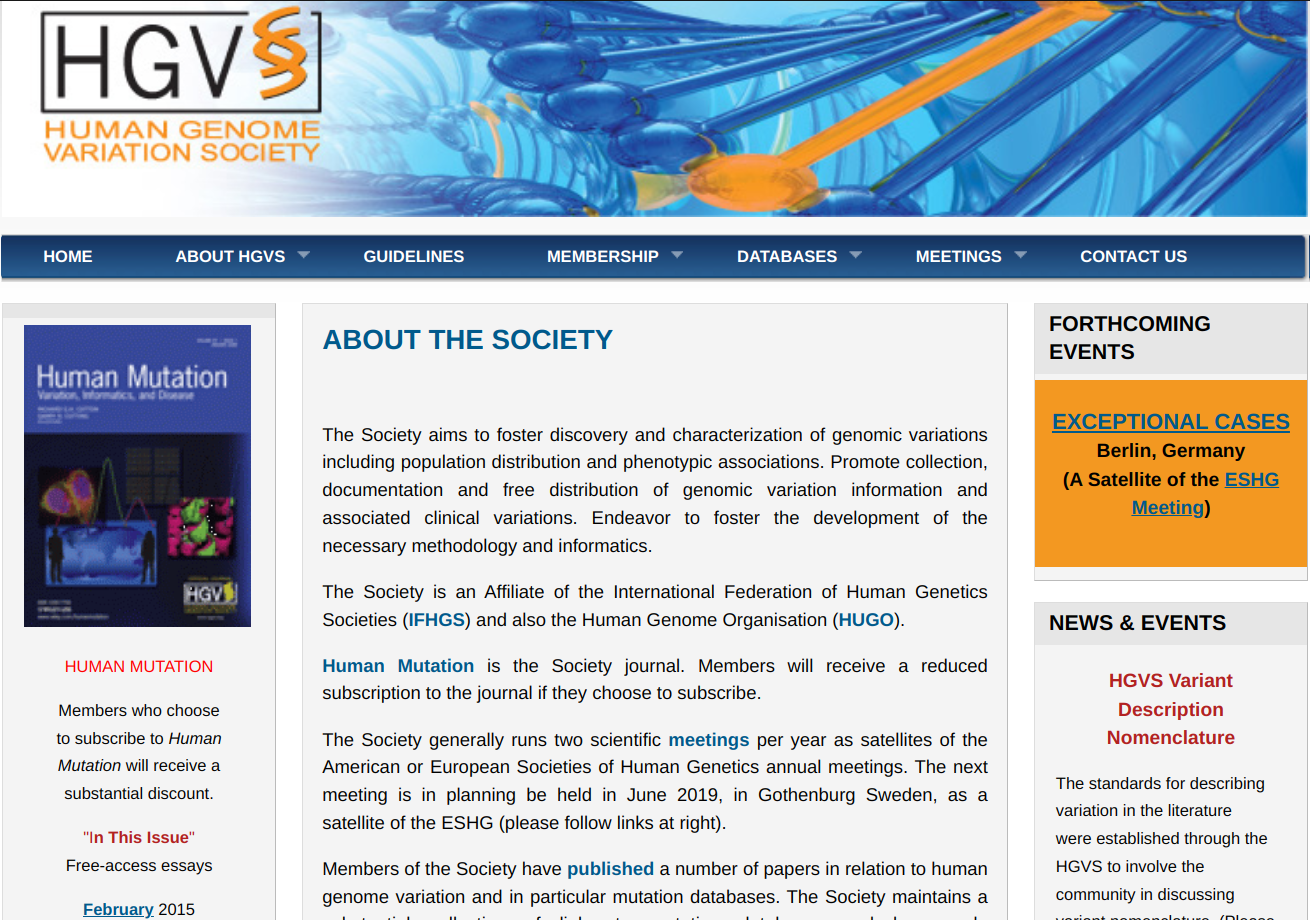 HGV§
HUMAN GENOME
VARIATION SOCIETY
HOME
ABOUT HGVS
GUIDELINES
MEMBERSHIP
DATABASES
MEETINGS
CONTACT US
Human Mutation
Variation, Informatics, and Disease
HGV§
HUMAN MUTATION
Members who choose
to subscribe to Human
Mutation will receive a
substantial discount.
"In This Issue"
Free-access essays
February 2015
ABOUT THE SOCIETY
The Society aims to foster discovery and characterization of genomic variations
including population distribution and phenotypic associations. Promote collection,
documentation and free distribution of genomic variation information and
associated clinical variations. Endeavor to foster the development of the
necessary methodology and informatics.
The Society is an Affiliate of the International Federation of Human Genetics
Societies (IFHGS) and also the Human Genome Organisation (HUGO).
Human Mutation is the Society journal. Members will receive a reduced
subscription to the journal if they choose to subscribe.
The Society generally runs two scientific meetings per year as satellites of the
American or European Societies of Human Genetics annual meetings. The next
meeting is in planning be held in June 2019, in Gothenburg Sweden, as a
satellite of the ESHG (please follow links at right).
Members of the Society have published a number of papers in relation to human
genome variation and in particular mutation databases. The Society maintains a
FORTHCOMING
EVENTS
EXCEPTIONAL CASES
Berlin, Germany
(A Satellite of the ESHG
Meeting)
NEWS & EVENTS
HGVS Variant
Description
Nomenclature
The standards for describing
variation in the literature
were established through the
HGVS to involve the
community in discussing
variant nomenclature. (Please